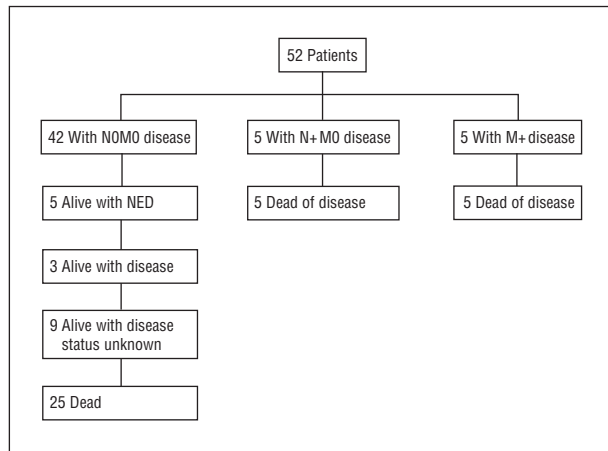 52 Patients
42 With N0M0 disease
5 With N+ M0 disease
5 With M+ disease
5 Alive with NED
5 Dead of disease
5 Dead of disease
3 Alive with disease
9 Alive with disease
status unknown
25 Dead